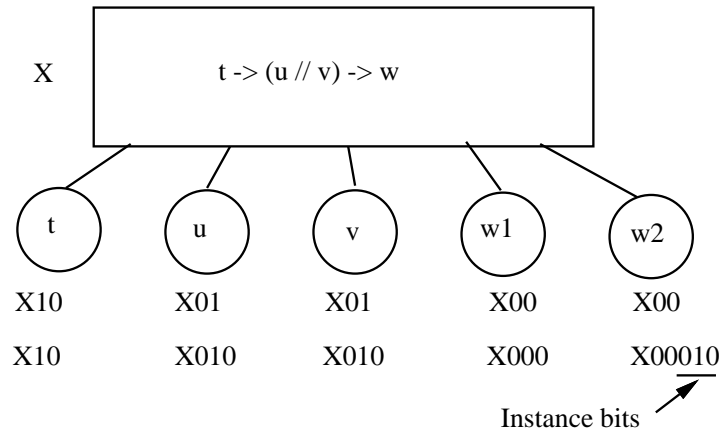 X
t -> (u // v) -> w
t u v w1 w2
X10 X01 X01 X00 X00
X10 X010 X010 X000 X00010
Instance bits